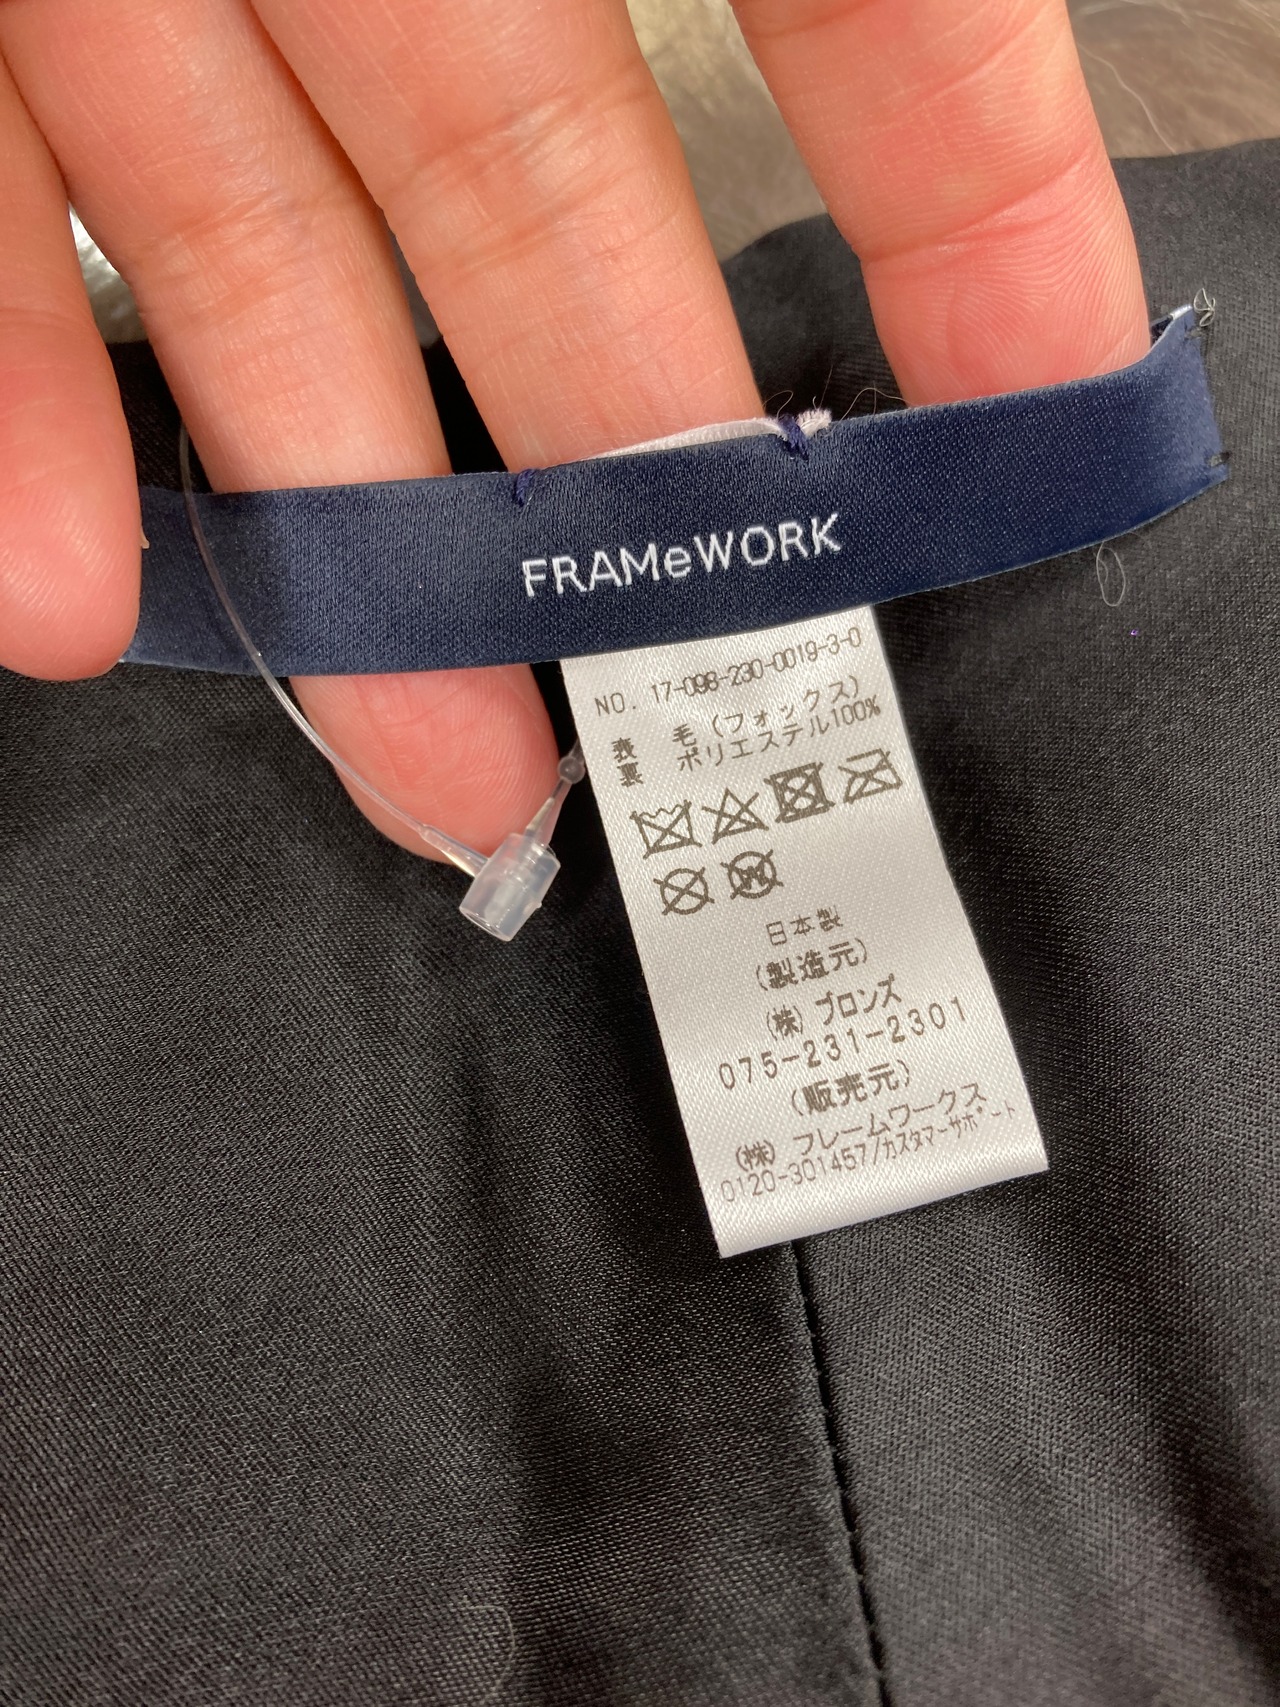 FRAMeWORK
NO. 17-098-230-0019-3-0
表 毛(フォックス)
裏 ポリエステル100%
W
日本製
(製造元)
(株) ブロンズ
075-231-2301
(販売元)
(株) フレームワークス
0120-301457/カスタマーサポート